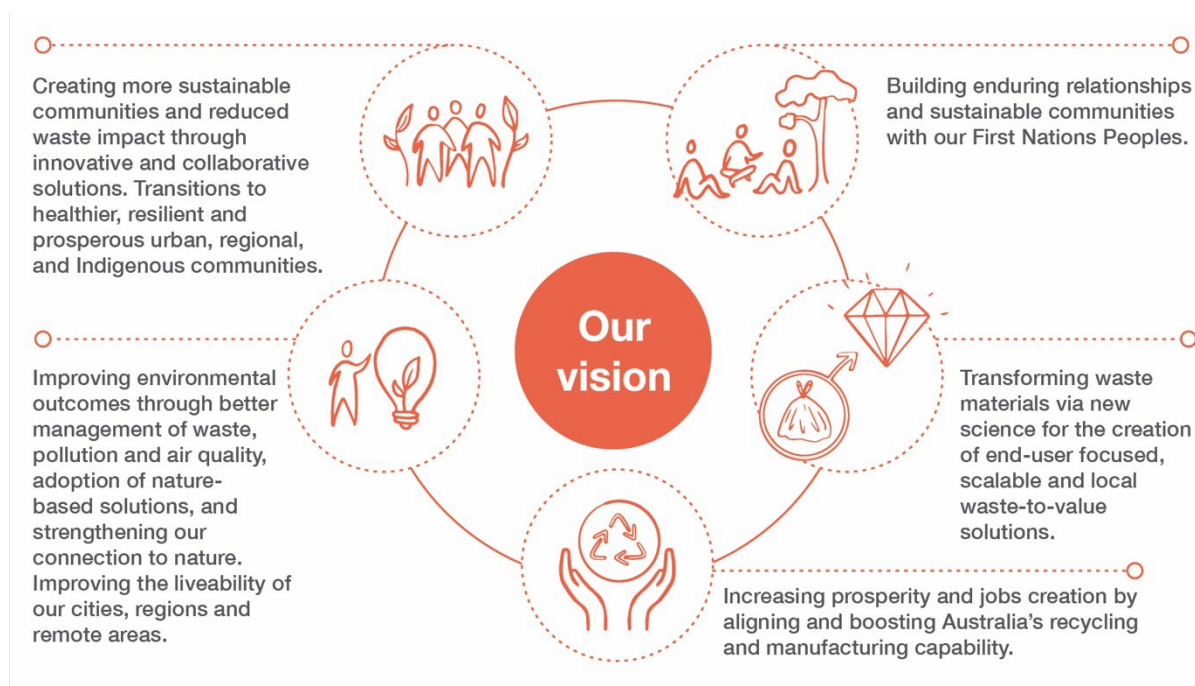 Creating more sustainable
communities and reduced
waste impact through
innovative and collaborative
solutions. Transitions to
healthier, resilient and
prosperous urban, regional,
and Indigenous communities.
Building enduring relationships
and sustainable communities
with our First Nations Peoples.
Our
vision
Improving environmental
outcomes through better
management of waste,
pollution and air quality,
adoption of nature-
based solutions, and
strengthening our
connection to nature.
Improving the liveability of
our cities, regions and
remote areas.
Transforming waste
materials via new
science for the creation
of end-user focused,
scalable and local
waste-to-value
solutions.
Increasing prosperity and jobs creation by
aligning and boosting Australia’s recycling
and manufacturing capability.